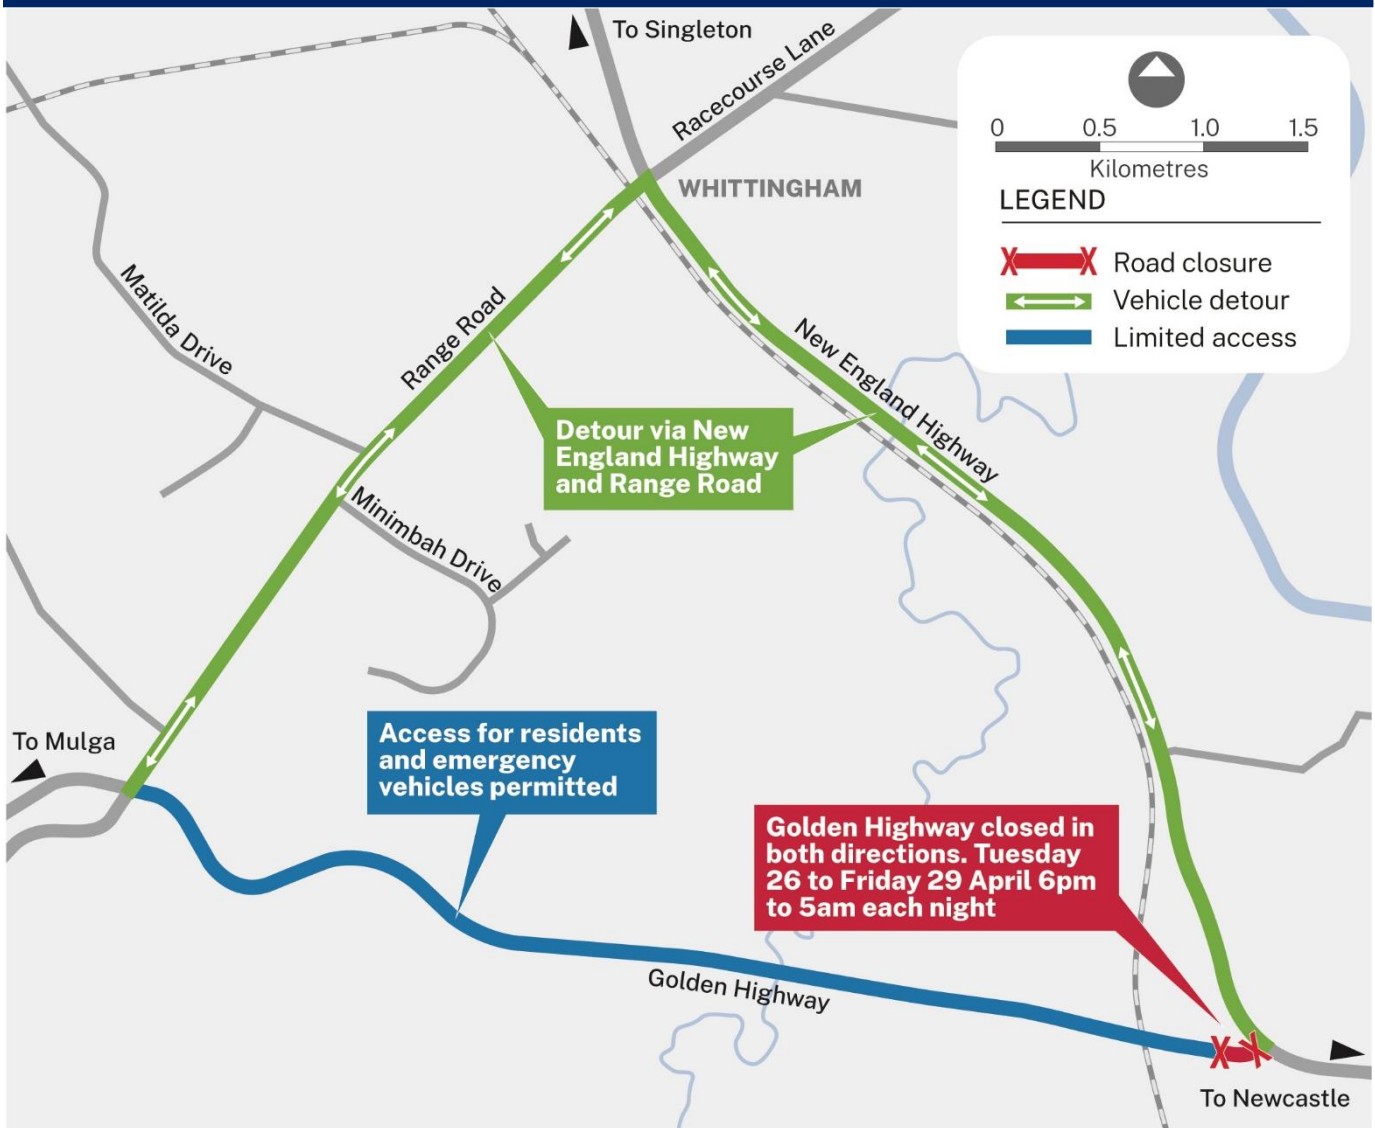 To Singleton
Racecourse Lane
WHITTINGHAM
0 0.5 1.0 1.5
Kilometres
LEGEND
Road closure
Vehicle detour
Limited access
Matilda Drive
Range Road
New England Highway
Detour via New
England Highway
and Range Road
Minimbah Drive
To Mulga
Access for residents
and emergency
vehicles permitted
Golden Highway closed in
both directions. Tuesday
26 to Friday 29 April 6pm
to 5am each night
Golden Highway
To Newcastle